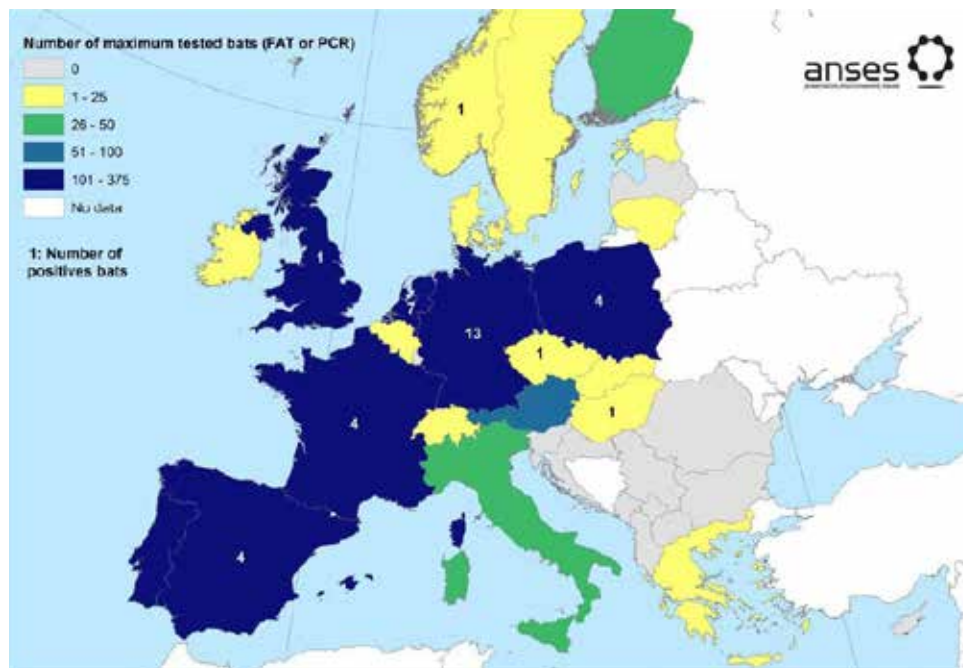 Number of maximum tested bats (FAT or PCR)
0
1 - 25
26 - 50
51 - 100
101 - 375
No data
1: Number of
positives bats
anses
1
1
7
13
4
1
4
1
4